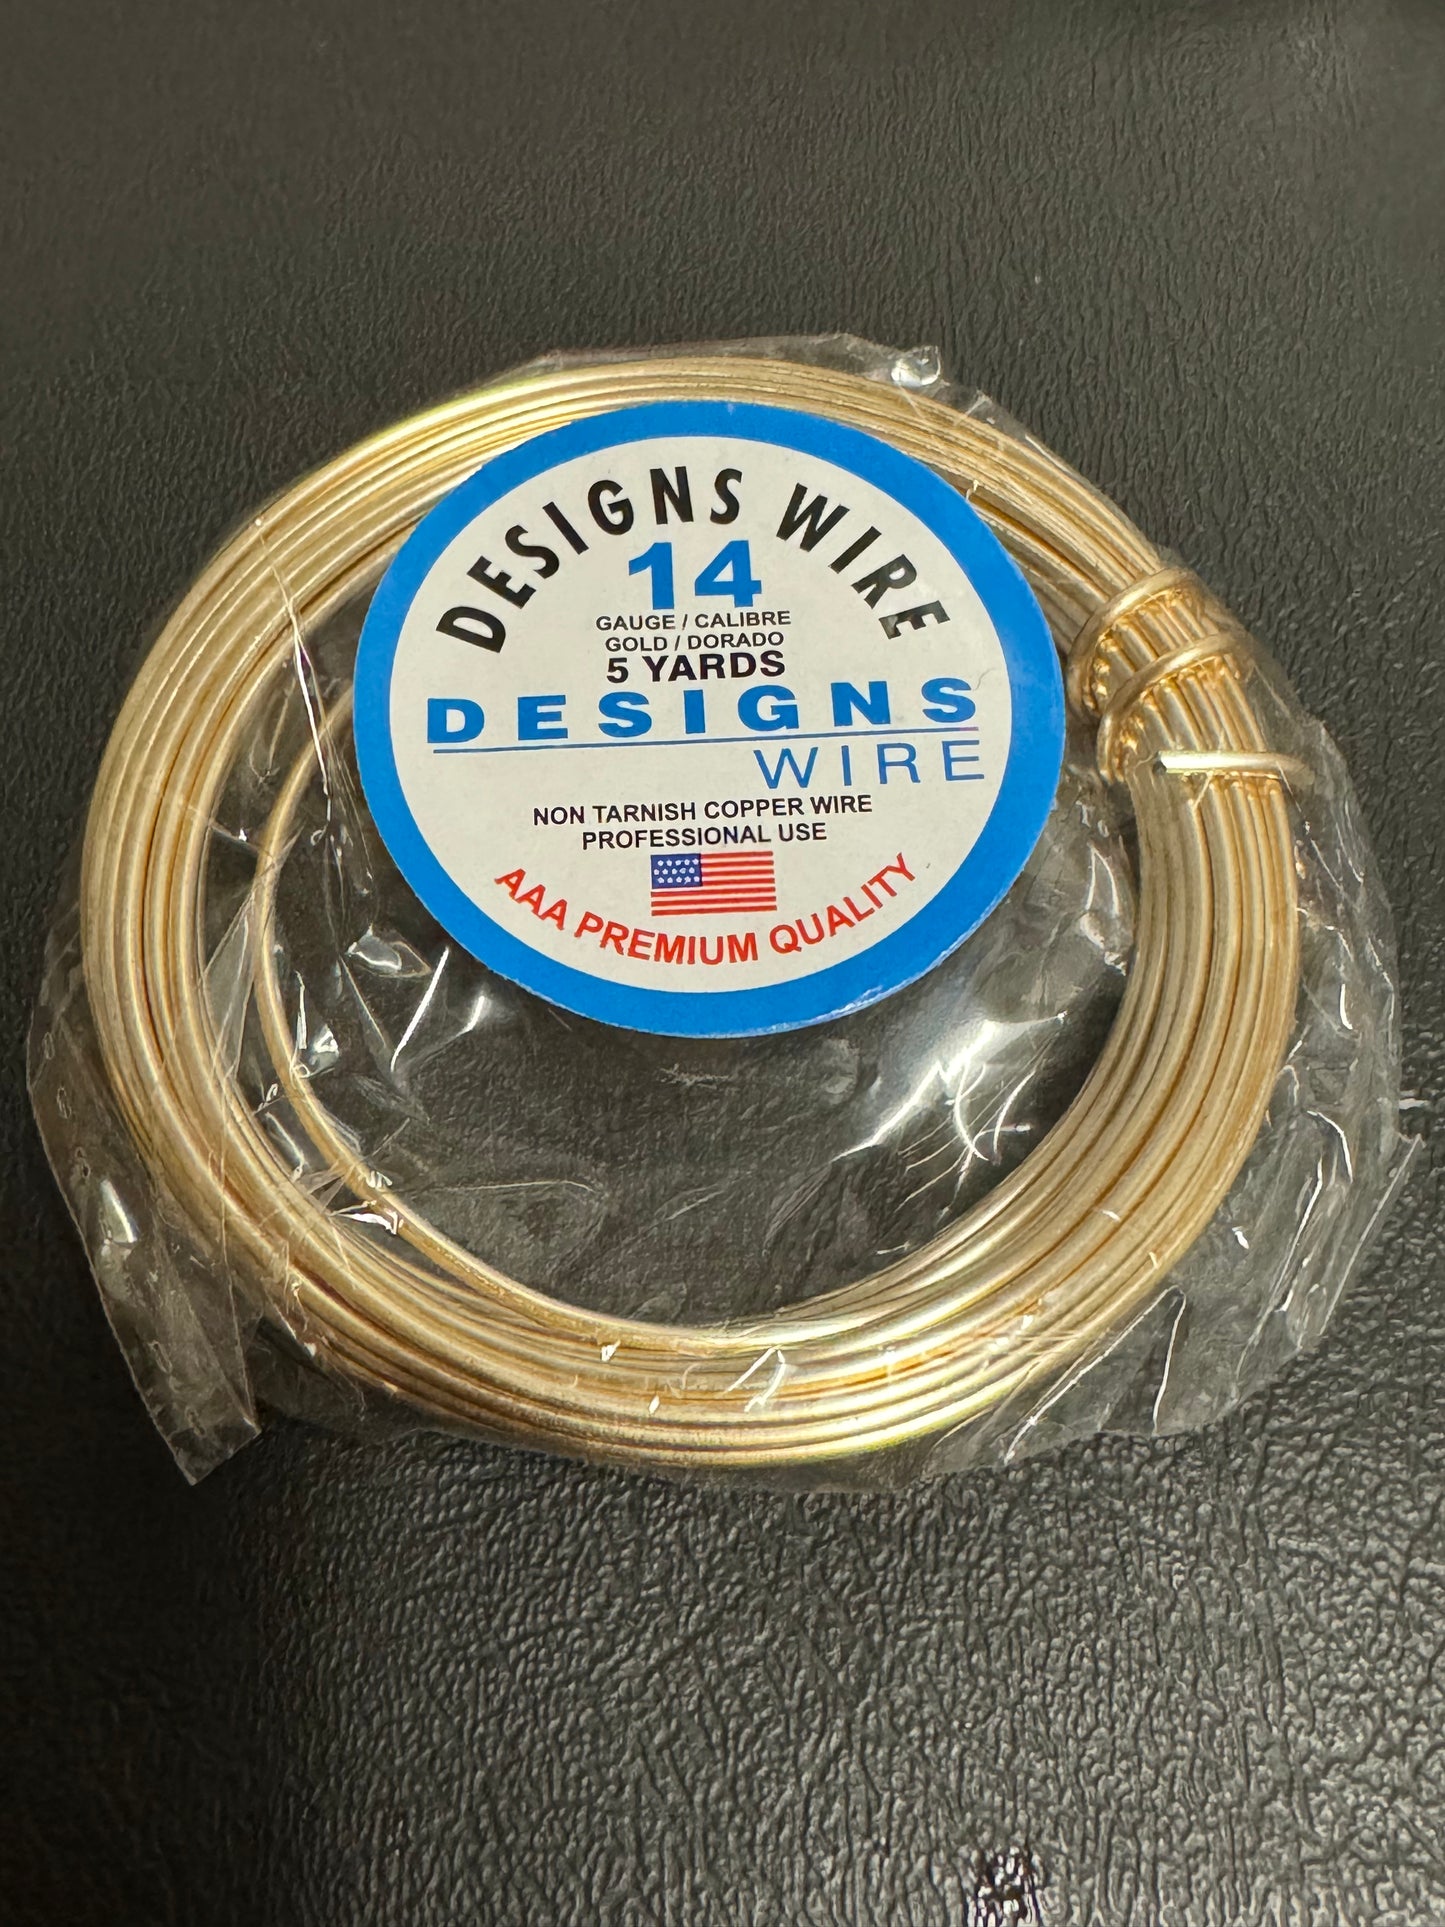 DESIGNS WIRE
14
GAUGE / CALIBRE
GOLD / DORADO
5 YARDS
DESIGNS
WIRE
NON TARNISH COPPER WIRE
PROFESSIONAL USE
AAA PREMIUM QUALITY